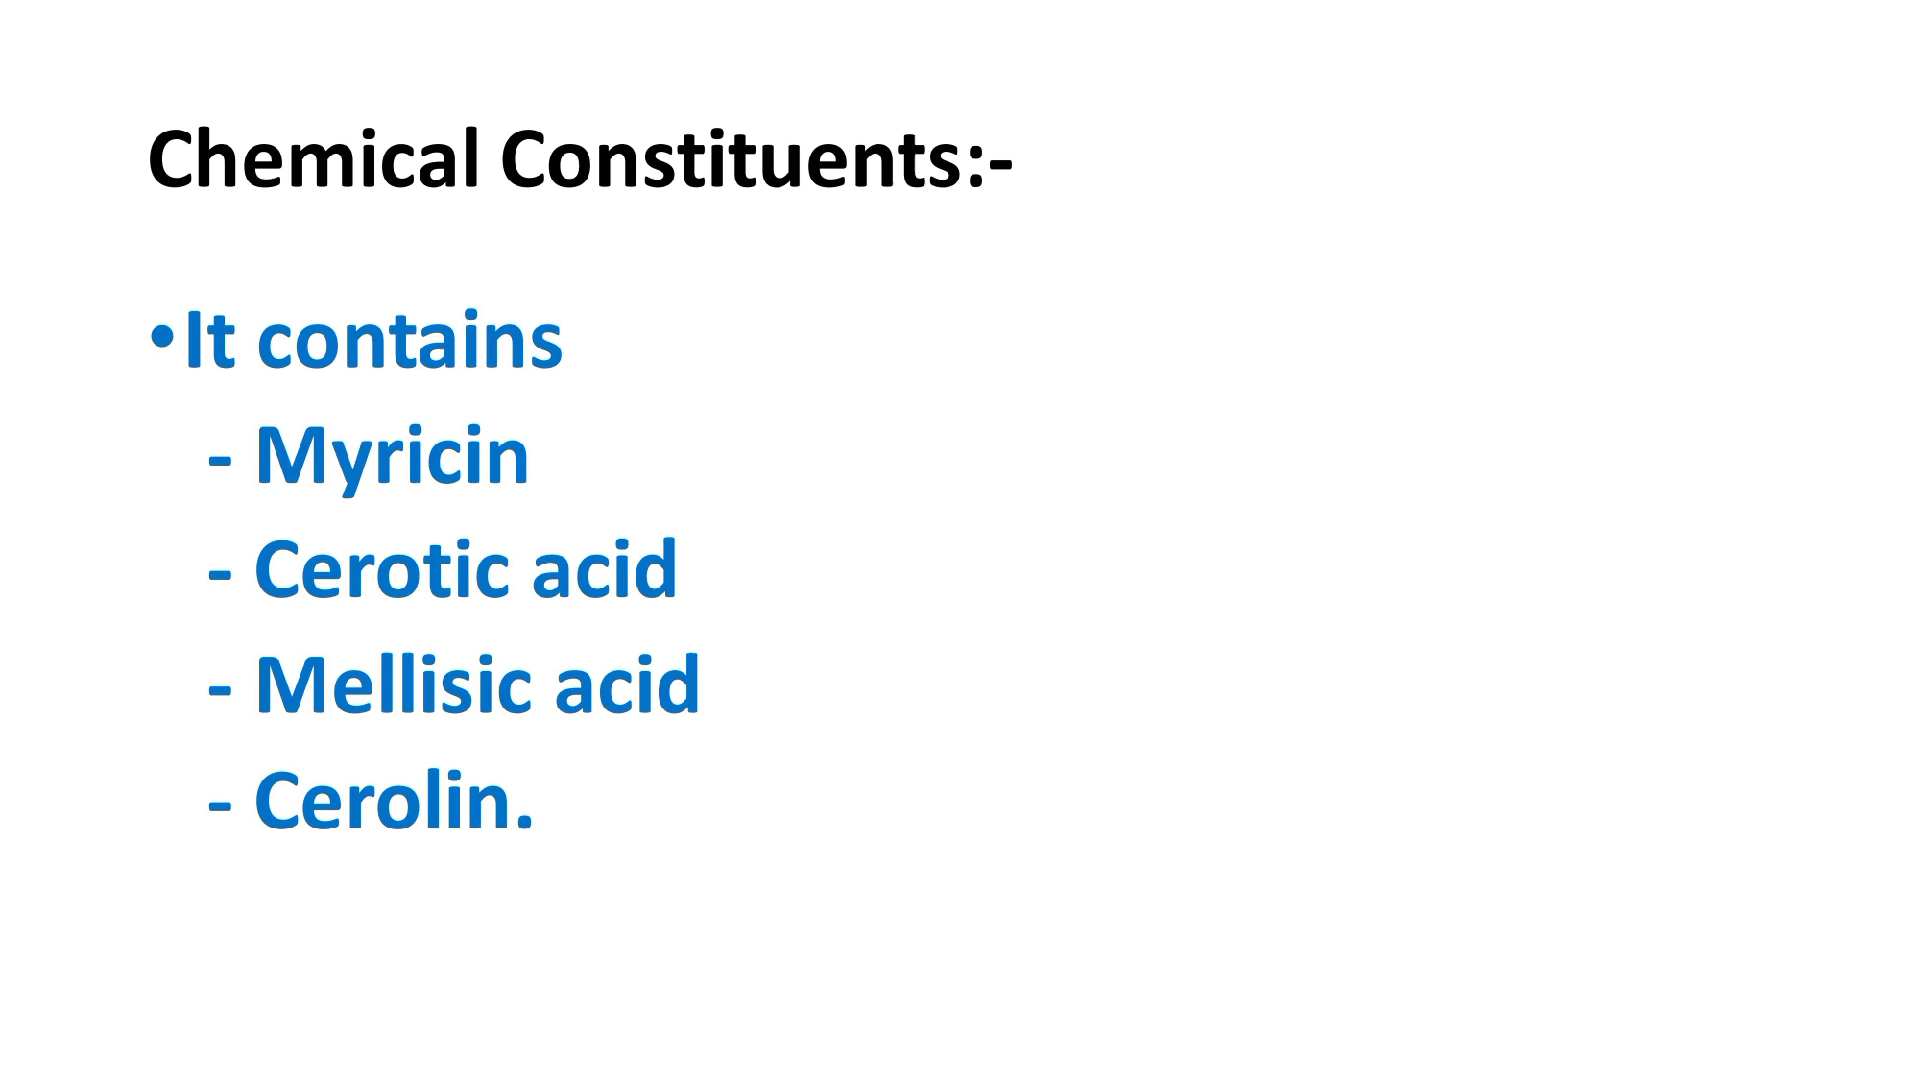 Chemical Constituents:-
•It contains
- Myricin
- Cerotic acid
- Mellisic acid
- Cerolin.